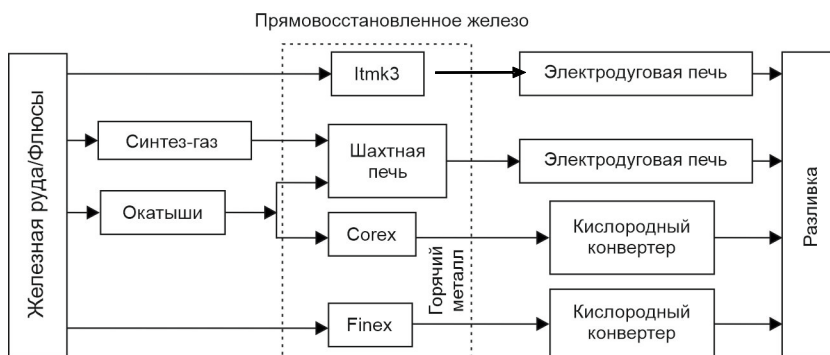 Прямовосстановленное железо
Железная руда/Флюсы
Itmk3
Электродуговая печь
Синтез-газ
Шахтная
печь
Электродуговая печь
Окатыши
Corex
Горячий
металл
Кислородный
конвертер
Finex
Кислородный
конвертер
Разливка